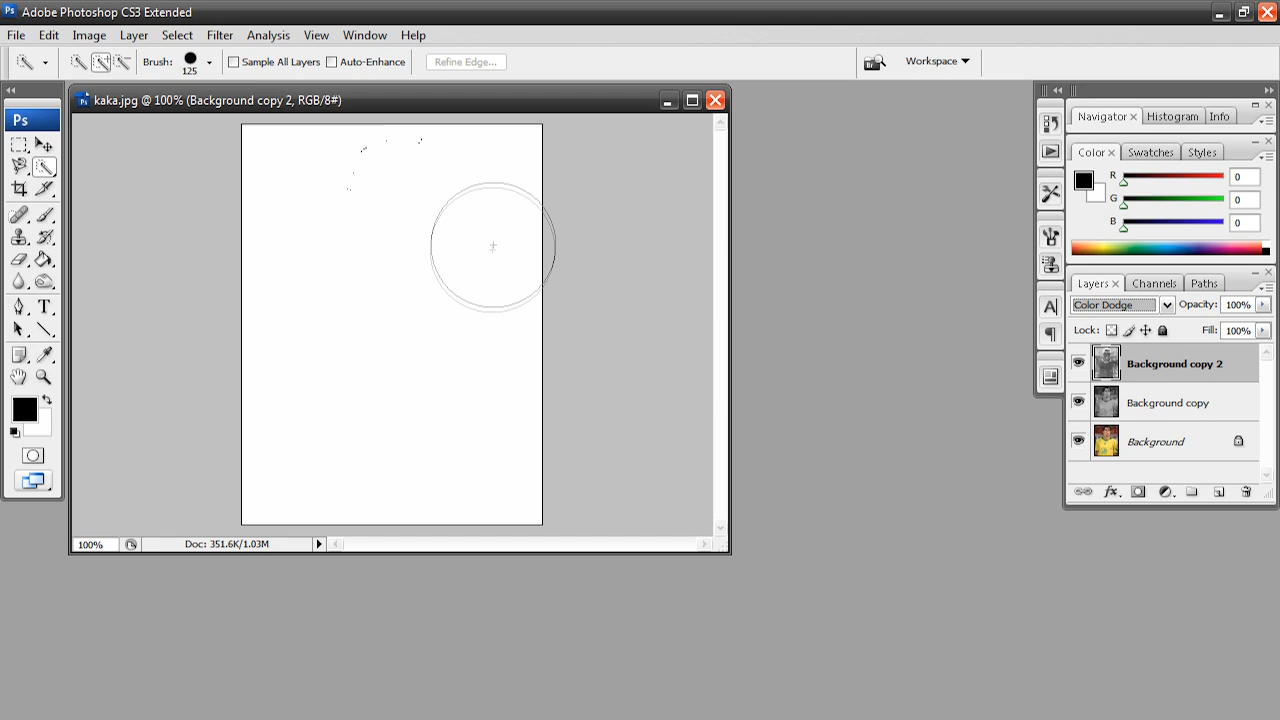 Ps Adobe Photoshop CS3 Extended
File Edit Image Layer Select Filter Analysis View Window Help
Brush: 125 Sample All Layers Auto-Enhance Refine Edge... Workspace
Ps
kaka.jpg @ 100% (Background copy 2, RGB/8#)
Navigator Histogram Info
Color Swatches Styles
R 0
G 0
B 0
Layers Channels Paths
Color Dodge Opacity: 100%
Lock: Fill: 100%
Background copy 2
Background copy
Background
100% Doc: 351.6K/1.03M